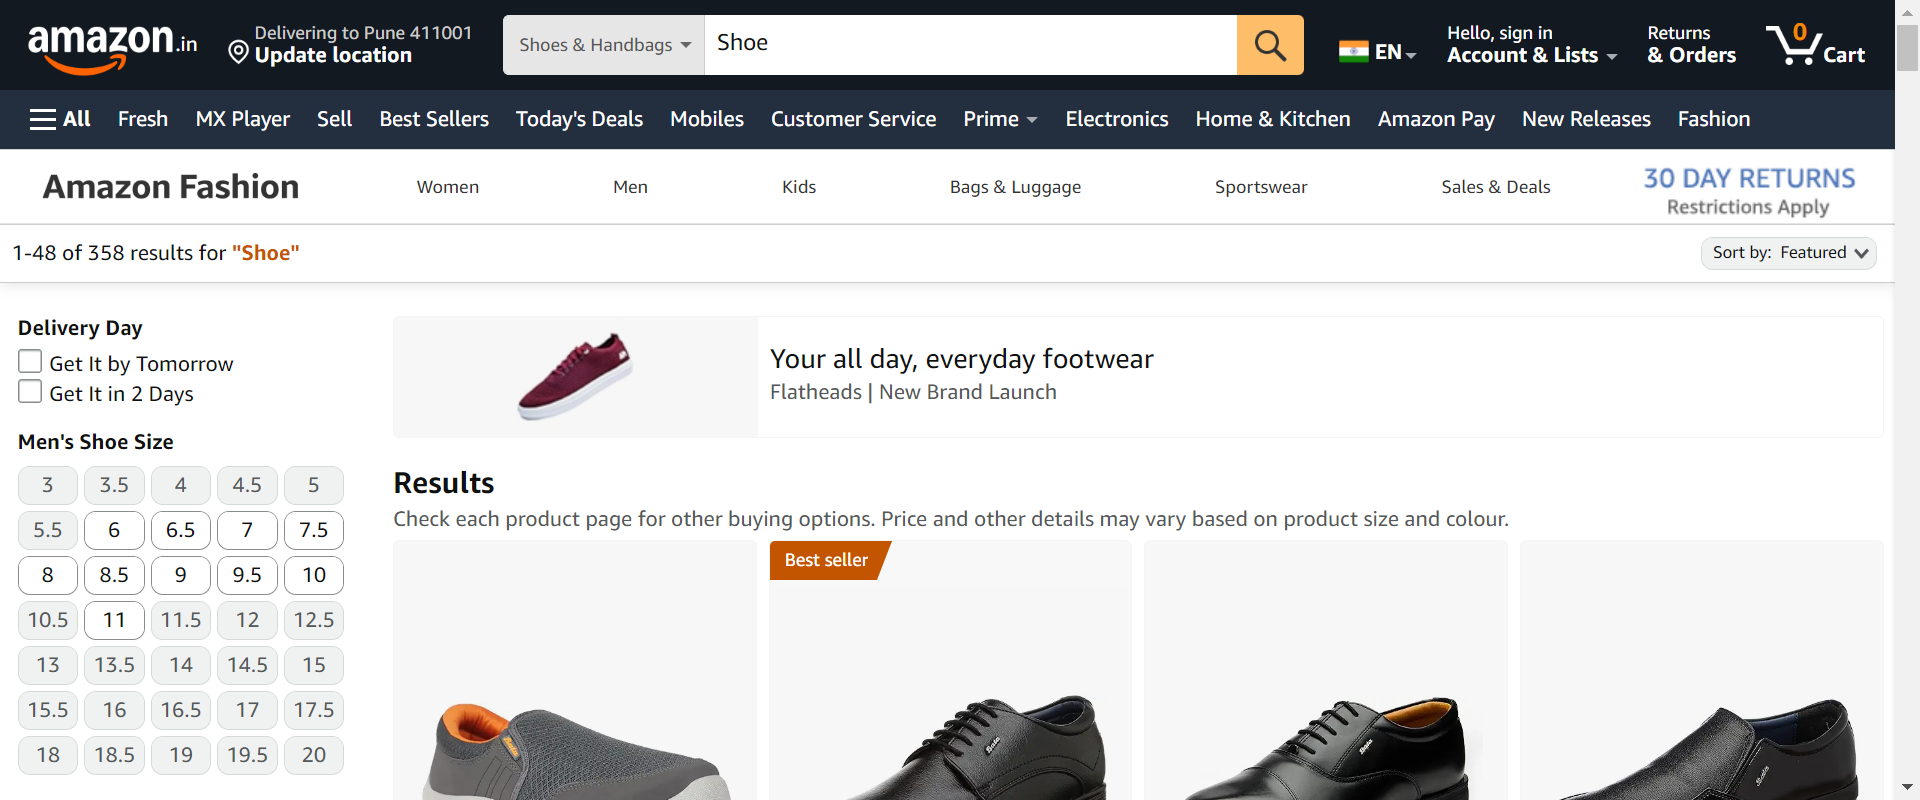 amazon.in
Delivering to Pune 411001
Update location
Shoes & Handbags
Shoe
EN
Hello, sign in
Account & Lists
Returns
& Orders
0
Cart
All Fresh MX Player Sell Best Sellers Today's Deals Mobiles Customer Service Prime Electronics Home & Kitchen Amazon Pay New Releases Fashion
Amazon Fashion Women Men Kids Bags & Luggage Sportswear Sales & Deals
30 DAY RETURNS
Restrictions Apply
1-48 of 358 results for "Shoe"
Sort by: Featured
Delivery Day
Get It by Tomorrow
Get It in 2 Days
Men's Shoe Size
3 3.5 4 4.5 5
5.5 6 6.5 7 7.5
8 8.5 9 9.5 10
10.5 11 11.5 12 12.5
13 13.5 14 14.5 15
15.5 16 16.5 17 17.5
18 18.5 19 19.5 20
Your all day, everyday footwear
Flatheads | New Brand Launch
Results
Check each product page for other buying options. Price and other details may vary based on product size and colour.
Best seller
Bata
Bata
Bata
Bata